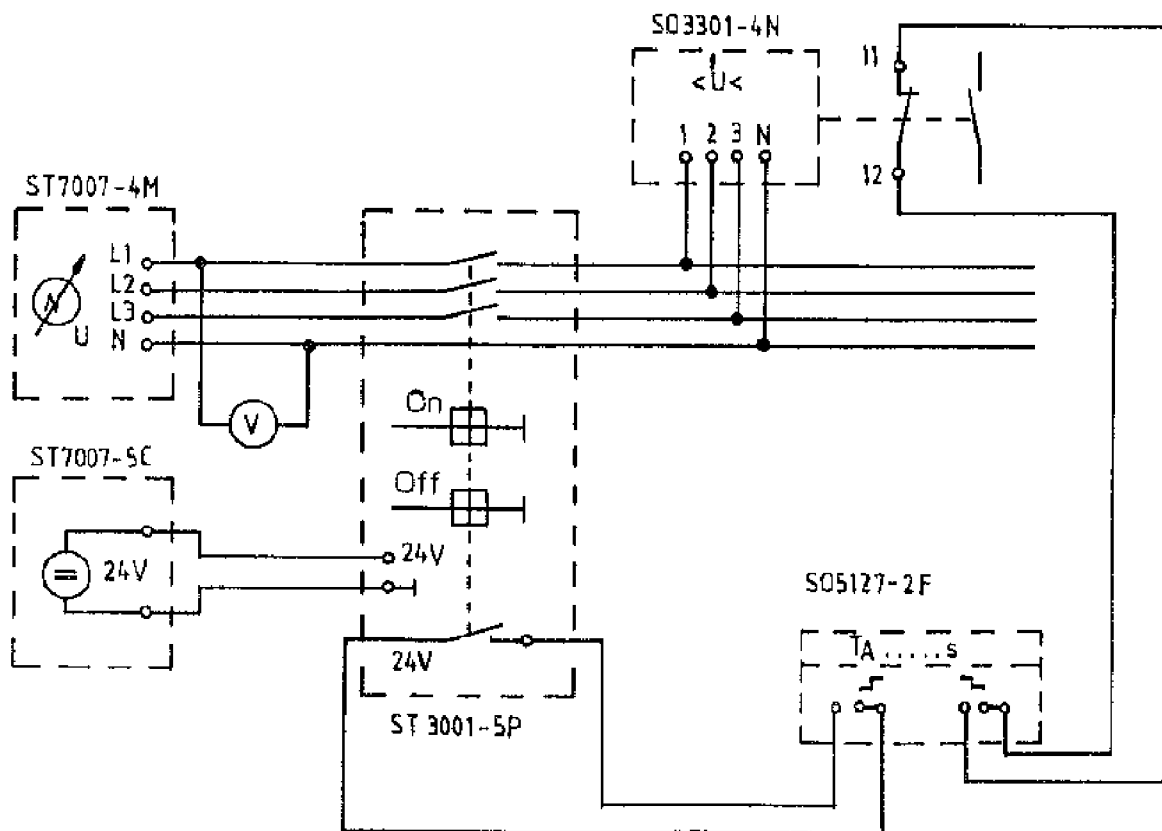 SO3301-4N
<U<
1 2 3 N
11
12
ST7007-4M
L1
L2
L3
U N
V
On
Off
ST7007-5C
24V
24V
24V
ST 3001-5P
SO5127-2F
TA.....s